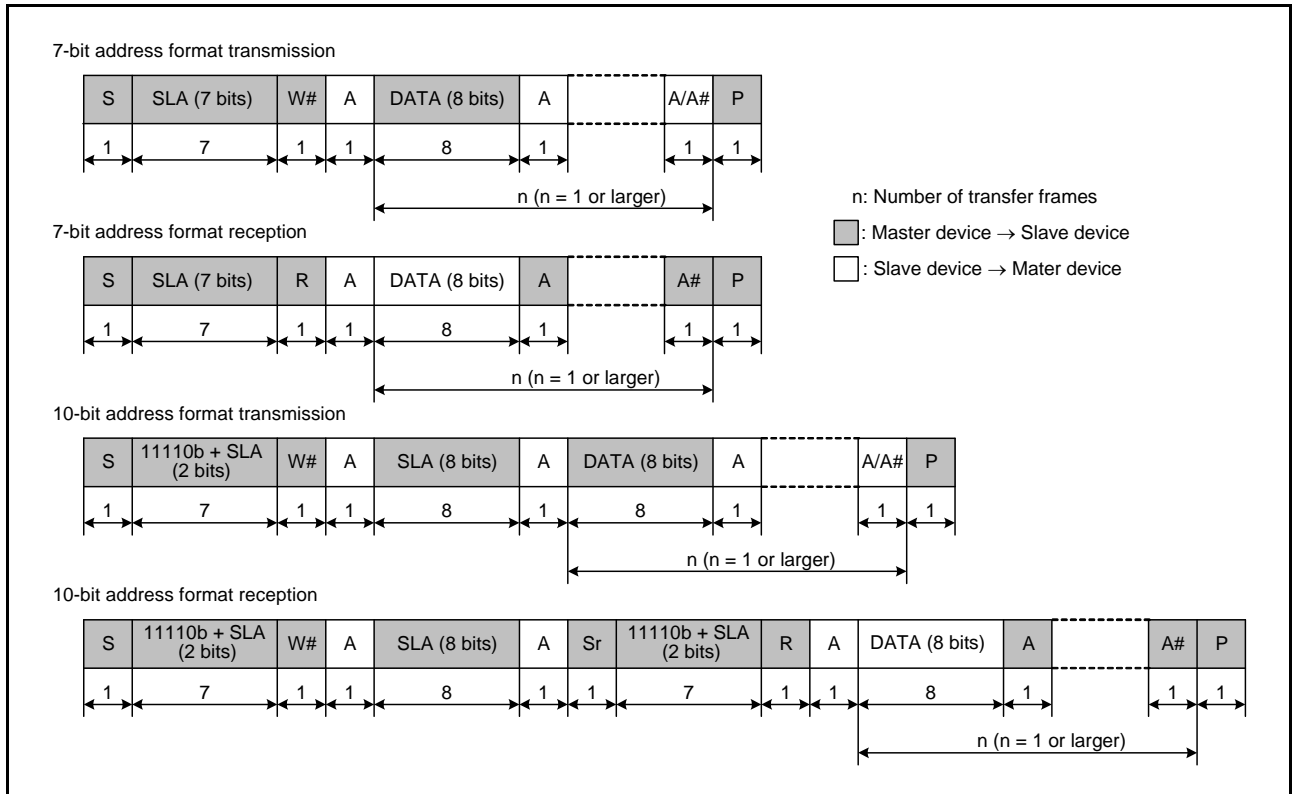 7-bit address format transmission
S SLA (7 bits) W# A DATA (8 bits) A A/A# P
1 7 1 1 8 1 1 1
n (n = 1 or larger)
n: Number of transfer frames
: Master device → Slave device
: Slave device → Mater device
7-bit address format reception
S SLA (7 bits) R A DATA (8 bits) A A# P
1 7 1 1 8 1 1 1
n (n = 1 or larger)
10-bit address format transmission
S 11110b + SLA (2 bits) W# A SLA (8 bits) A DATA (8 bits) A A/A# P
1 7 1 1 8 1 8 1 1 1
n (n = 1 or larger)
10-bit address format reception
S 11110b + SLA (2 bits) W# A SLA (8 bits) A Sr 11110b + SLA (2 bits) R A DATA (8 bits) A A# P
1 7 1 1 8 1 1 7 1 1 8 1 1 1
n (n = 1 or larger)